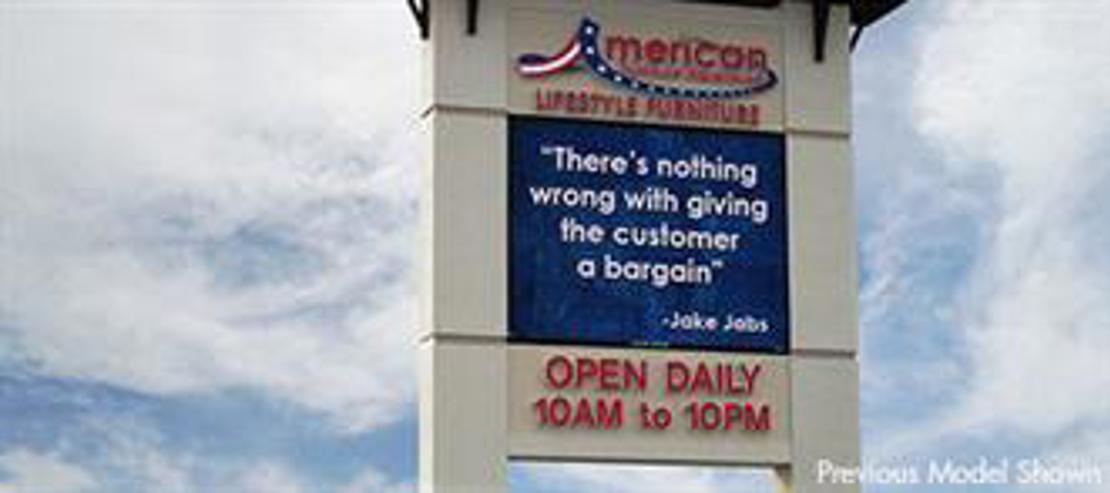 American
LIFESTYLE FURNITURE
"There's nothing
wrong with giving
the customer
a bargain"
-Jake Jabs
OPEN DAILY
10AM to 10PM
Previous Model Shown